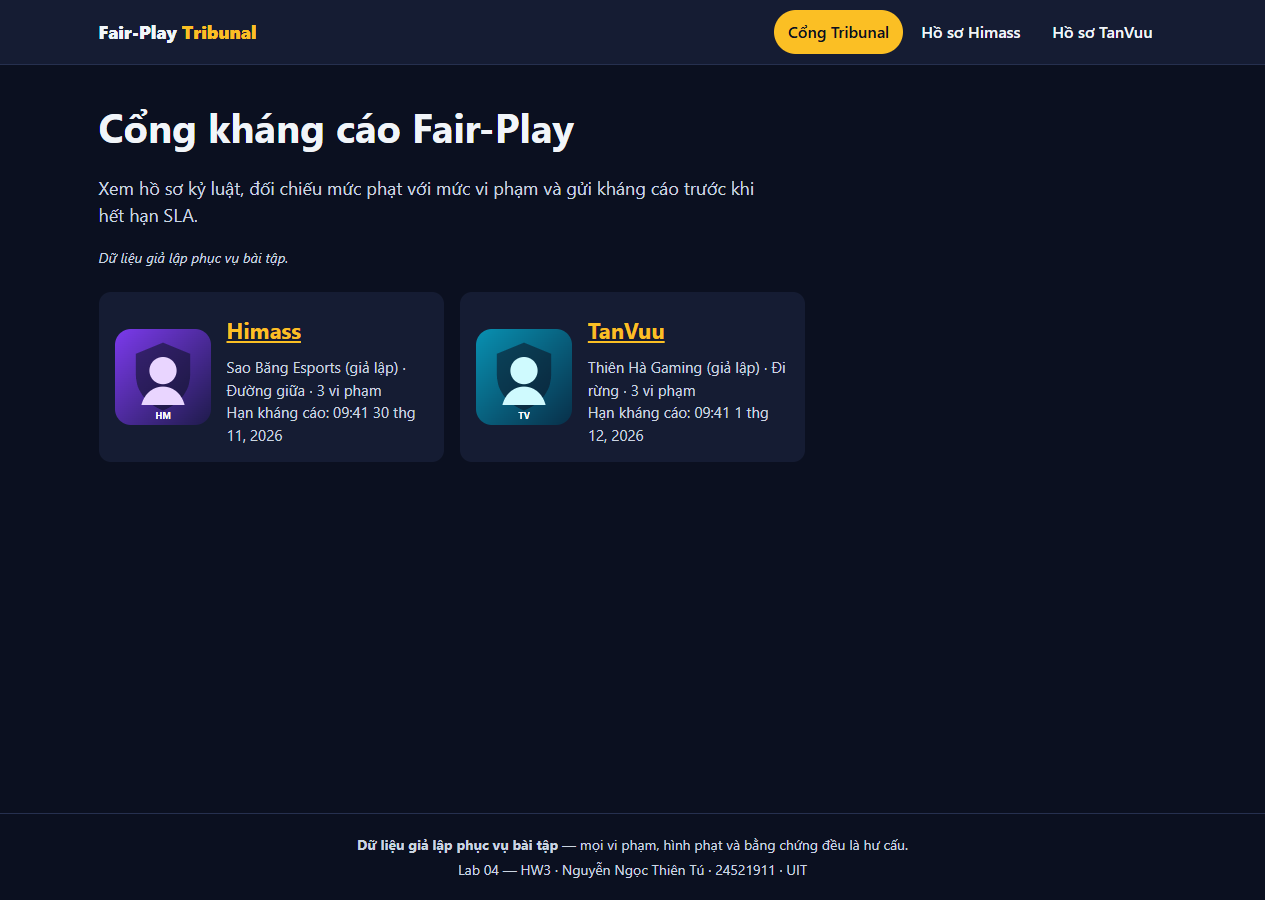 Fair-Play Tribunal
Cổng Tribunal
Hồ sơ Himass
Hồ sơ TanVuu
Cổng kháng cáo Fair-Play
Xem hồ sơ kỷ luật, đối chiếu mức phạt với mức vi phạm và gửi kháng cáo trước khi
hết hạn SLA.
Dữ liệu giả lập phục vụ bài tập.
HM
Himass
Sao Băng Esports (giả lập) ·
Đường giữa · 3 vi phạm
Hạn kháng cáo: 09:41 30 thg
11, 2026
TV
TanVuu
Thiên Hà Gaming (giả lập) · Đi
rừng · 3 vi phạm
Hạn kháng cáo: 09:41 1 thg
12, 2026
Dữ liệu giả lập phục vụ bài tập — mọi vi phạm, hình phạt và bằng chứng đều là hư cấu.
Lab 04 — HW3 · Nguyễn Ngọc Thiên Tú · 24521911 · UIT